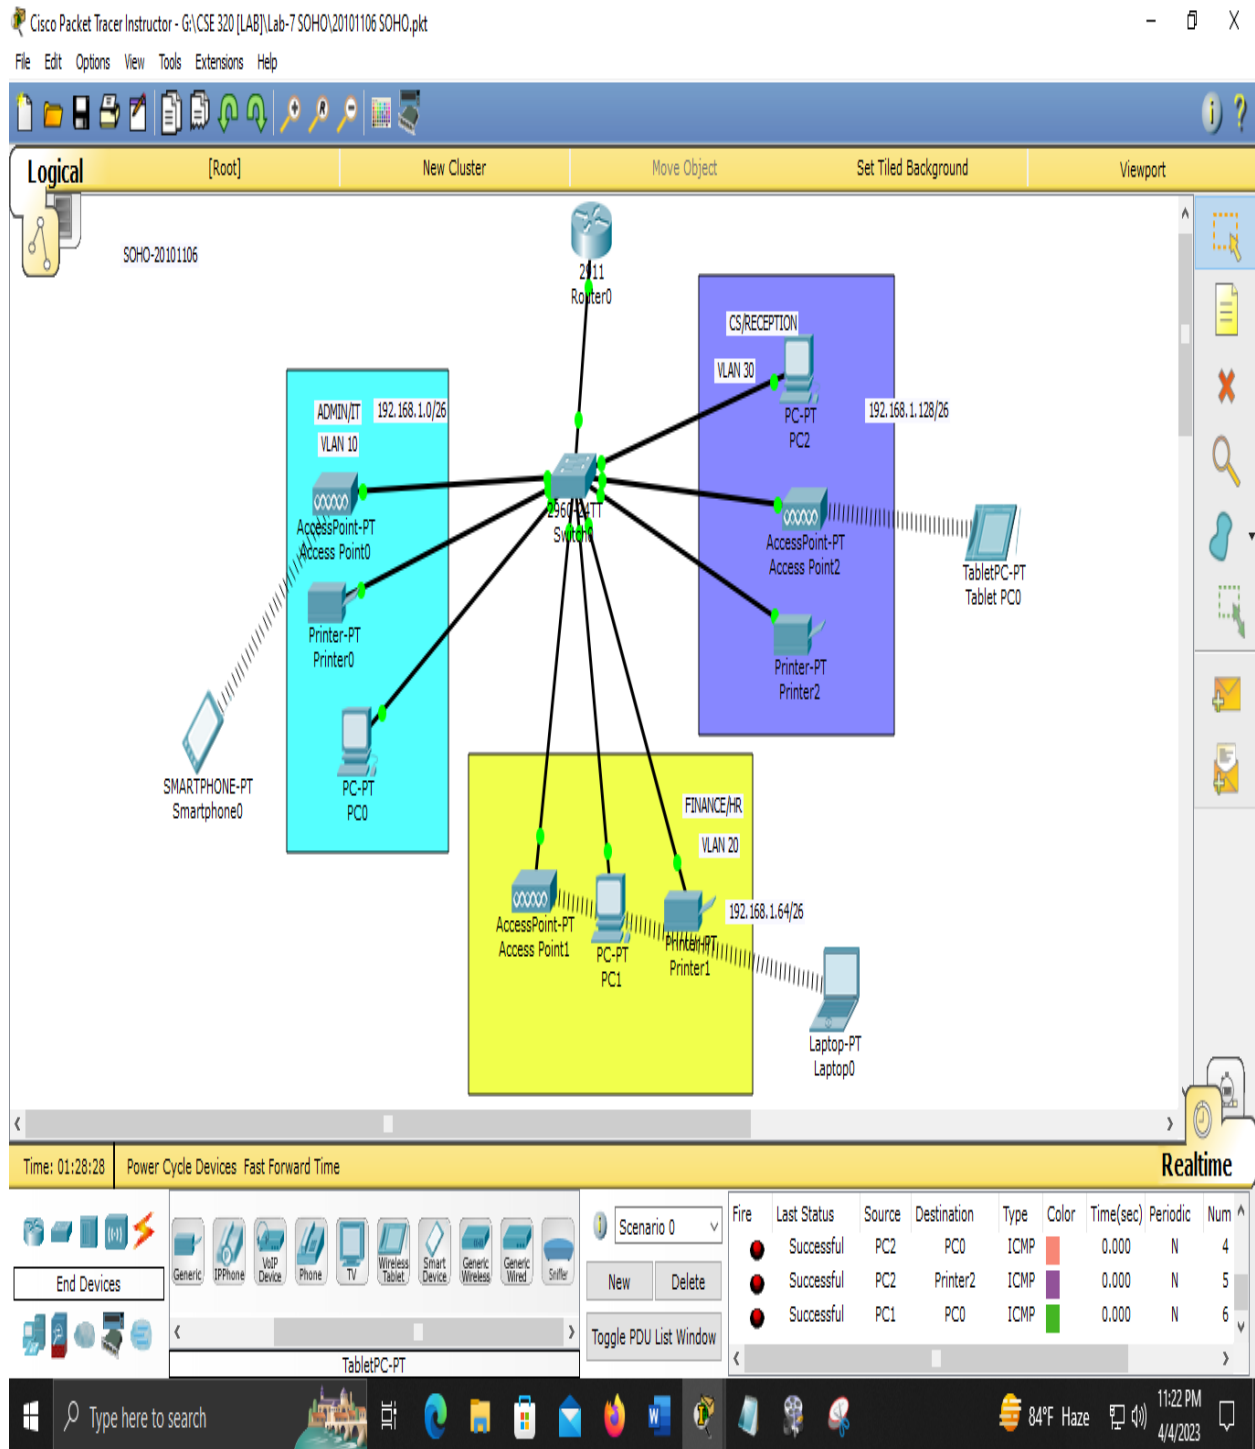 Cisco Packet Tracer Instructor - G:\CSE 320 [LAB]\Lab-7 SOHO\20101106 SOHO.pkt
File Edit Options View Tools Extensions Help
Logical [Root] New Cluster Move Object Set Tiled Background Viewport
SOHO-20101106
2911
Router0
CS/RECEPTION
VLAN 30
PC-PT
PC2
192.168.1.128/26
ADMIN/IT 192.168.1.0/26
VLAN 10
AccessPoint-PT
Access Point0
2960-24TT
Switch0
AccessPoint-PT
Access Point2
TabletPC-PT
Tablet PC0
Printer-PT
Printer0
Printer-PT
Printer2
SMARTPHONE-PT
Smartphone0
PC-PT
PC0
FINANCE/HR
VLAN 20
192.168.1.64/26
AccessPoint-PT
Access Point1
PC-PT
PC1
Printer-PT
Printer1
Laptop-PT
Laptop0
Time: 01:28:28 Power Cycle Devices Fast Forward Time Realtime
End Devices
Generic IPPhone VoIP Device Phone TV Wireless Tablet Smart Device Generic Wireless Generic Wired Sniffer
TabletPC-PT
Scenario 0
New Delete
Toggle PDU List Window
Fire Last Status Source Destination Type Color Time(sec) Periodic Num
Successful PC2 PC0 ICMP 0.000 N 4
Successful PC2 Printer2 ICMP 0.000 N 5
Successful PC1 PC0 ICMP 0.000 N 6
Type here to search
84°F Haze
11:22 PM
4/4/2023